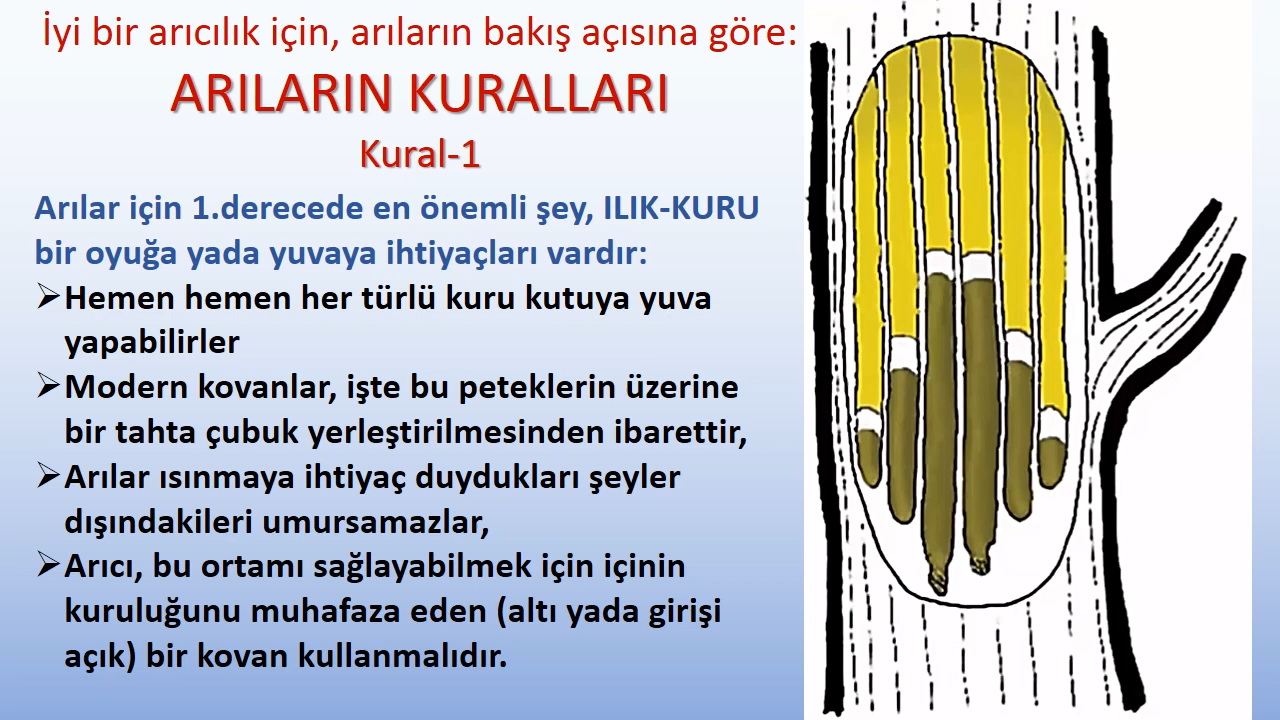 İyi bir arıcılık için, arıların bakış açısına göre:
ARILARIN KURALLARI
Kural-1
Arılar için 1.derecede en önemli şey, ILIK-KURU
bir oyuğa yada yuvaya ihtiyaçları vardır:
➢Hemen hemen her türlü kuru kutuya yuva
yapabilirler
➢Modern kovanlar, işte bu peteklerin üzerine
bir tahta çubuk yerleştirilmesinden ibarettir,
➢Arılar ısınmaya ihtiyaç duydukları şeyler
dışındakileri umursamazlar,
➢Arıcı, bu ortamı sağlayabilmek için içinin
kuruluğunu muhafaza eden (altı yada girişi
açık) bir kovan kullanmalıdır.